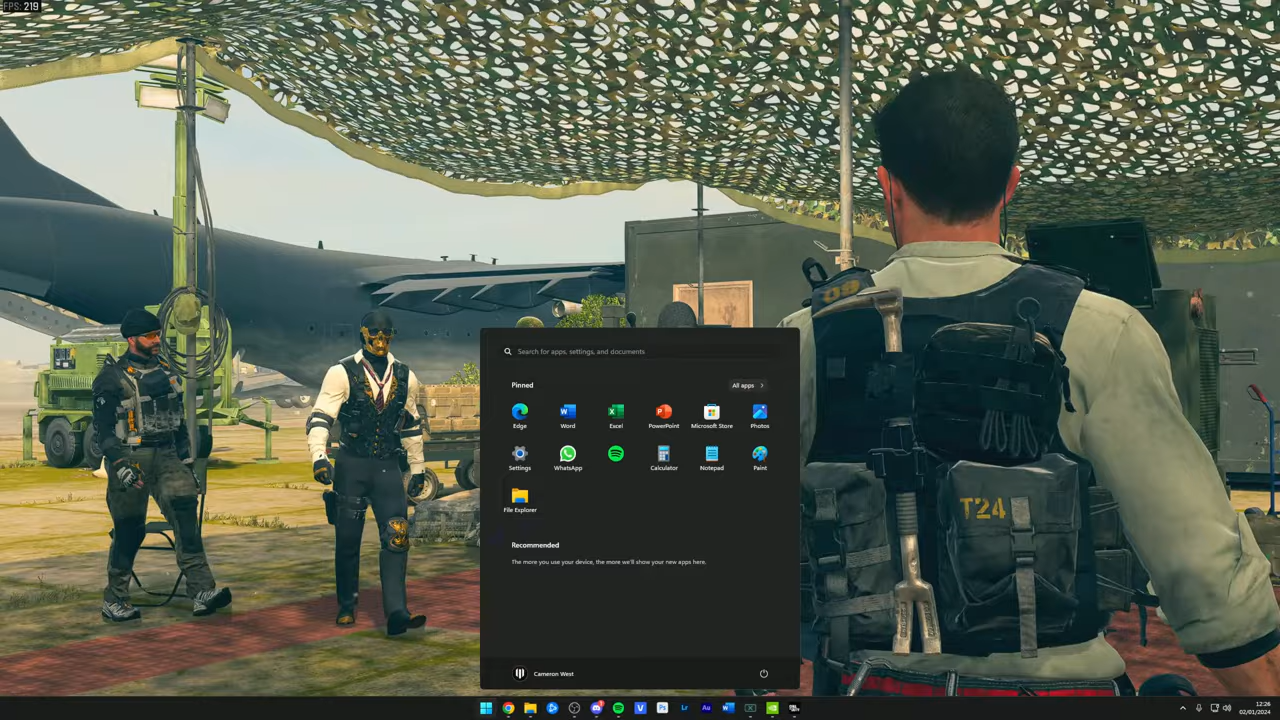 FPS: 219
09
T24
Search for apps, settings, and documents
Pinned
All apps
Edge
Word
Excel
PowerPoint
Microsoft Store
Photos
Settings
WhatsApp
Calculator
Notepad
Paint
File Explorer
Recommended
The more you use your device, the more we'll show your new apps here.
Cameron West
12:26
02/01/2024